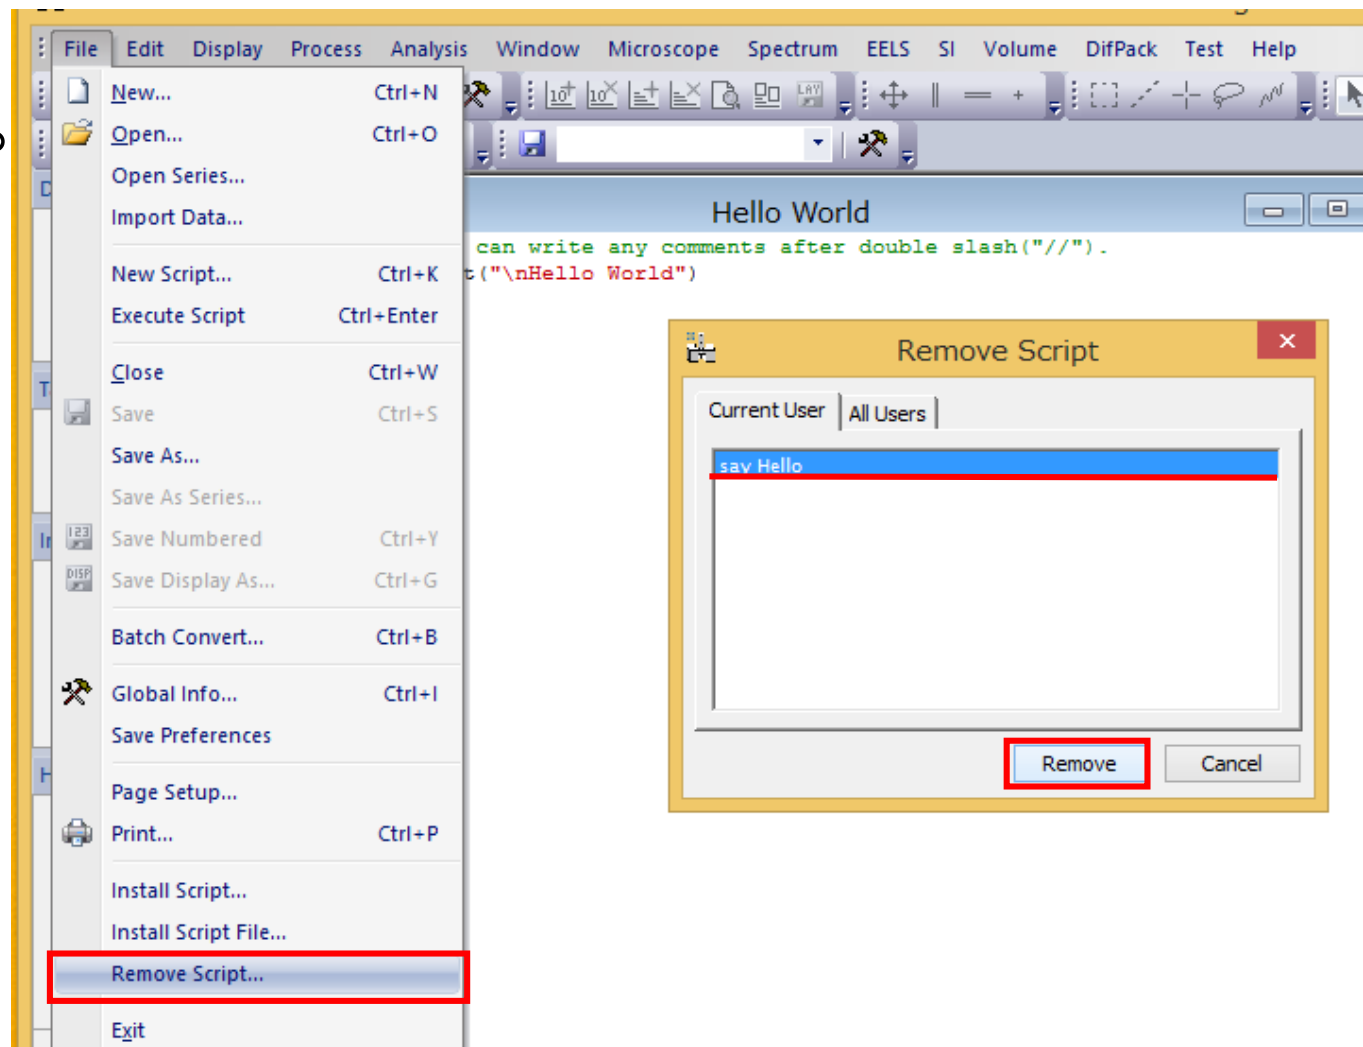 File Edit Display Process Analysis Window Microscope Spectrum EELS SI Volume DifPack Test Help
New... Ctrl+N
Open... Ctrl+O
Open Series...
Import Data...
New Script... Ctrl+K
Execute Script Ctrl+Enter
Close Ctrl+W
Save Ctrl+S
Save As...
Save As Series...
Save Numbered Ctrl+Y
Save Display As... Ctrl+G
Batch Convert... Ctrl+B
Global Info... Ctrl+I
Save Preferences
Page Setup...
Print... Ctrl+P
Install Script...
Install Script File...
Remove Script...
Exit
Hello World
can write any comments after double slash("//").
t("\nHello World")
Remove Script
Current User All Users
say Hello
Remove Cancel